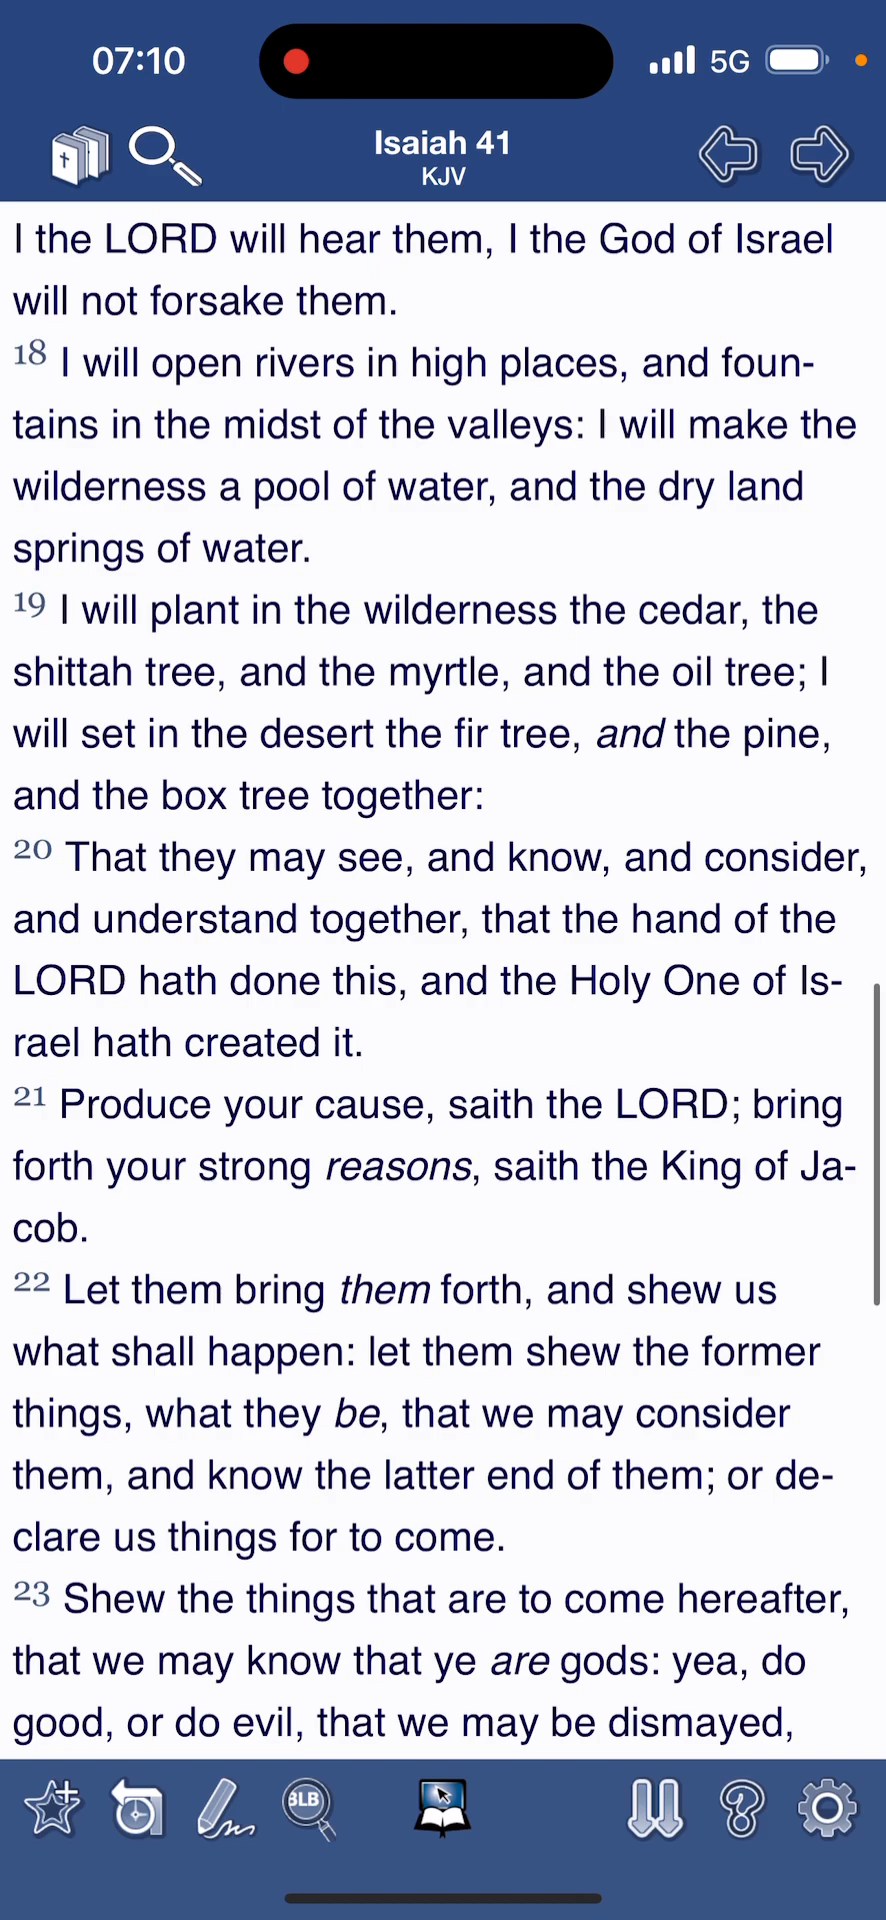 07:10
5G
Isaiah 41
KJV
I the LORD will hear them, I the God of Israel
will not forsake them.
18 I will open rivers in high places, and foun-
tains in the midst of the valleys: I will make the
wilderness a pool of water, and the dry land
springs of water.
19 I will plant in the wilderness the cedar, the
shittah tree, and the myrtle, and the oil tree; I
will set in the desert the fir tree, and the pine,
and the box tree together:
20 That they may see, and know, and consider,
and understand together, that the hand of the
LORD hath done this, and the Holy One of Is-
rael hath created it.
21 Produce your cause, saith the LORD; bring
forth your strong reasons, saith the King of Ja-
cob.
22 Let them bring them forth, and shew us
what shall happen: let them shew the former
things, what they be, that we may consider
them, and know the latter end of them; or de-
clare us things for to come.
23 Shew the things that are to come hereafter,
that we may know that ye are gods: yea, do
good, or do evil, that we may be dismayed,
BLB